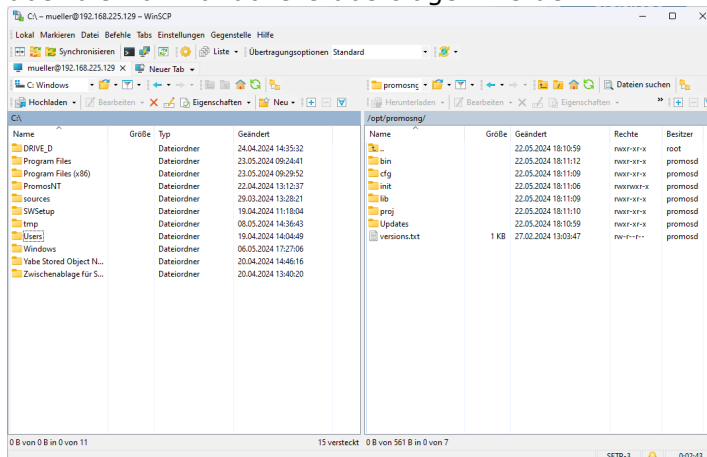 C:\ – mueller@192.168.225.129 – WinSCP
Lokal Markieren Datei Befehle Tabs Einstellungen Gegenstelle Hilfe
Synchronisieren Liste Übertragungsoptionen Standard
mueller@192.168.225.129 Neuer Tab
C: Windows promosng Dateien suchen
Hochladen Bearbeiten Eigenschaften Neu Herunterladen Bearbeiten Eigenschaften
C:\ /opt/promosng/
Name Größe Typ Geändert Name Größe Geändert Rechte Besitzer
DRIVE_D Dateiordner 24.04.2024 14:35:32 .. 22.05.2024 18:10:59 rwxr-xr-x root
Program Files Dateiordner 23.05.2024 09:24:41 bin 22.05.2024 18:11:12 rwxr-xr-x promosd
Program Files (x86) Dateiordner 23.05.2024 09:29:52 cfg 22.05.2024 18:11:09 rwxr-xr-x promosd
PromosNT Dateiordner 22.04.2024 13:12:37 init 22.05.2024 18:11:06 rwxrwxr-x promosd
sources Dateiordner 29.03.2024 13:28:21 lib 22.05.2024 18:11:09 rwxr-xr-x promosd
SWSetup Dateiordner 19.04.2024 11:18:04 proj 22.05.2024 18:11:10 rwxr-xr-x promosd
tmp Dateiordner 08.05.2024 14:36:43 Updates 22.05.2024 18:10:59 rwxr-xr-x promosd
Users Dateiordner 19.04.2024 14:04:49 versions.txt 1 KB 27.02.2024 13:03:47 rw-r--r-- promosd
Windows Dateiordner 06.05.2024 17:27:06
Yabe Stored Object N... Dateiordner 20.04.2024 14:46:16
Zwischenablage für S... Dateiordner 20.04.2024 13:40:20
0 B von 0 B in 0 von 11 15 versteckt 0 B von 561 B in 0 von 7
SFTP-3 0:02:43